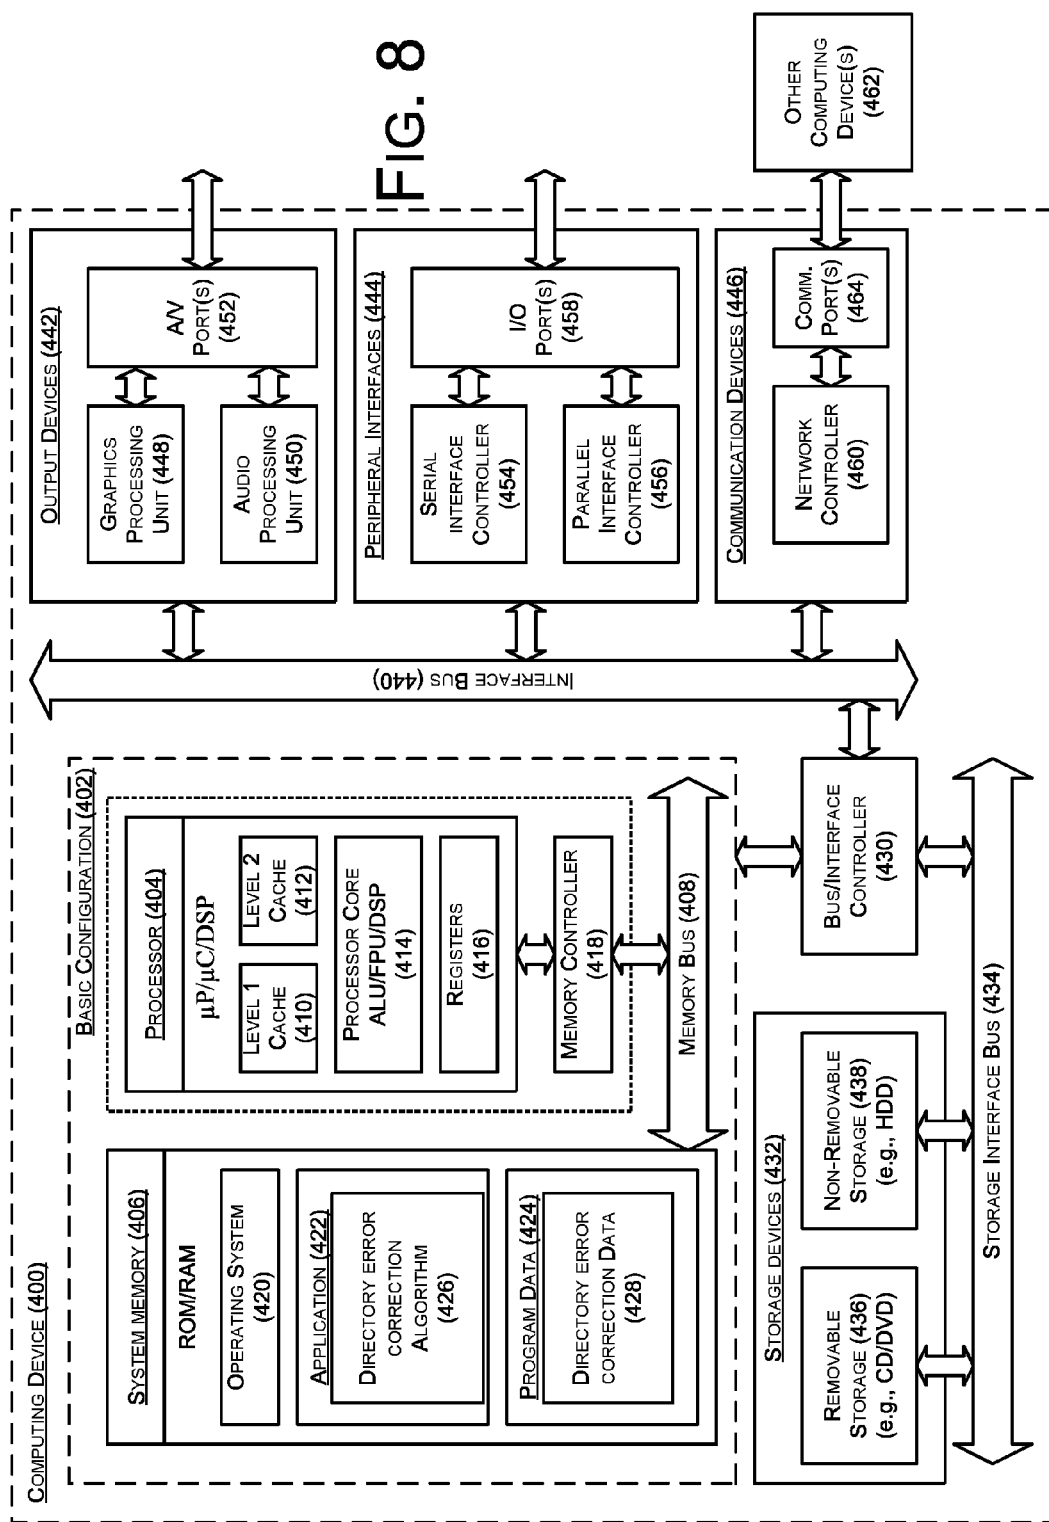 COMPUTING DEVICE (400)
BASIC CONFIGURATION (402)
SYSTEM MEMORY (406)
ROM/RAM
OPERATING SYSTEM
(420)
APPLICATION (422)
DIRECTORY ERROR
CORRECTION
ALGORITHM
(426)
PROGRAM DATA (424)
DIRECTORY ERROR
CORRECTION DATA
(428)
PROCESSOR (404)
µP/µC/DSP
LEVEL 1
CACHE
(410)
LEVEL 2
CACHE
(412)
PROCESSOR CORE
ALU/FPU/DSP
(414)
REGISTERS
(416)
MEMORY CONTROLLER
(418)
MEMORY BUS (408)
STORAGE DEVICES (432)
REMOVABLE
STORAGE (436)
(e.g., CD/DVD)
NON-REMOVABLE
STORAGE (438)
(e.g., HDD)
STORAGE INTERFACE BUS (434)
BUS/INTERFACE
CONTROLLER
(430)
INTERFACE BUS (440)
OUTPUT DEVICES (442)
GRAPHICS
PROCESSING
UNIT (448)
AUDIO
PROCESSING
UNIT (450)
A/V
PORT(S)
(452)
PERIPHERAL INTERFACES (444)
SERIAL
INTERFACE
CONTROLLER
(454)
PARALLEL
INTERFACE
CONTROLLER
(456)
I/O
PORT(S)
(458)
COMMUNICATION DEVICES (446)
NETWORK
CONTROLLER
(460)
COMM.
PORT(S)
(464)
OTHER
COMPUTING
DEVICE(S)
(462)
FIG. 8